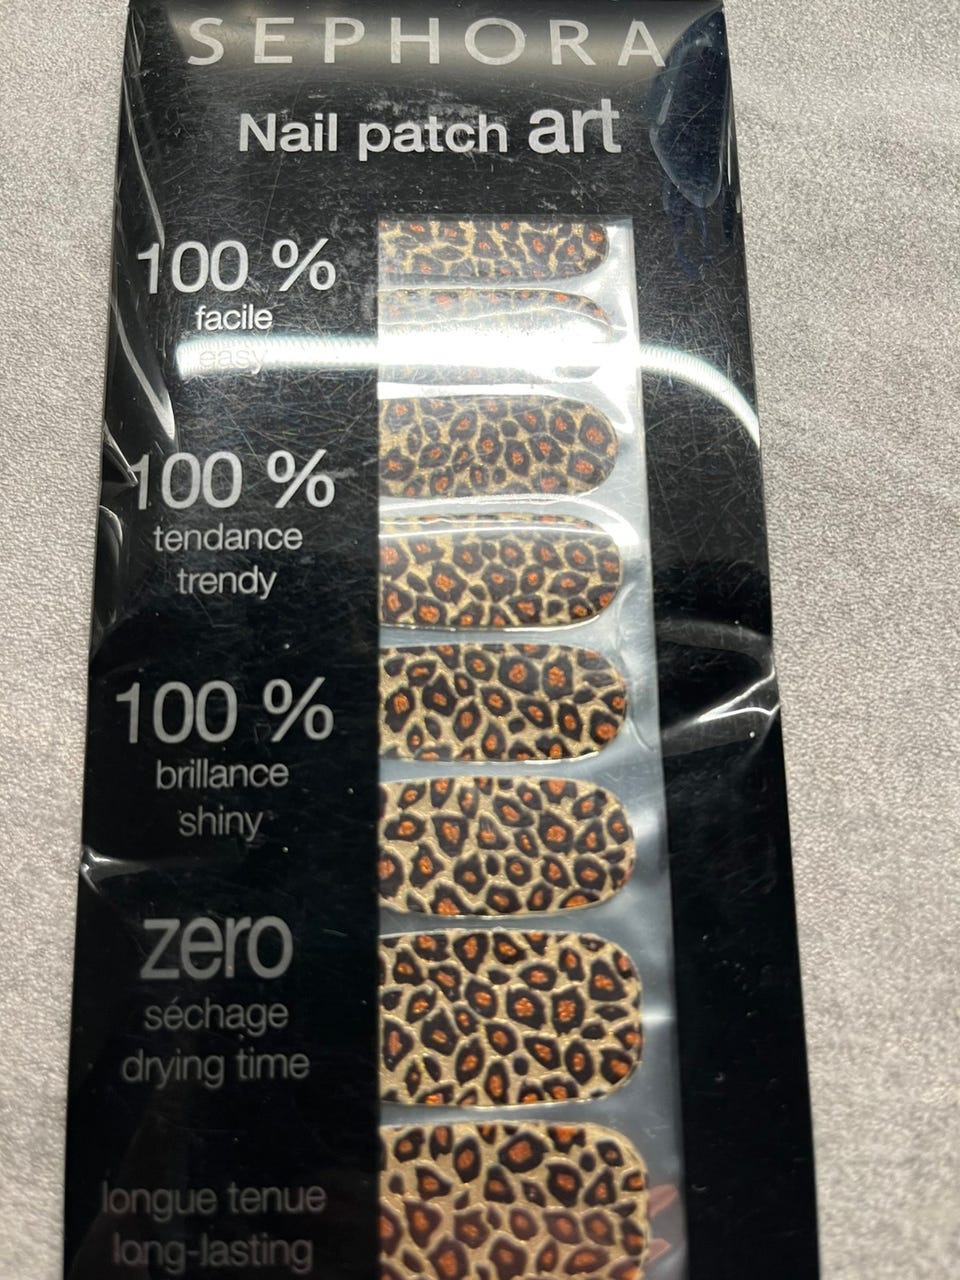 SEPHORA
Nail patch art
100 %
facile
easy
100 %
tendance
trendy
100 %
brillance
shiny
zero
séchage
drying time
longue tenue
long-lasting